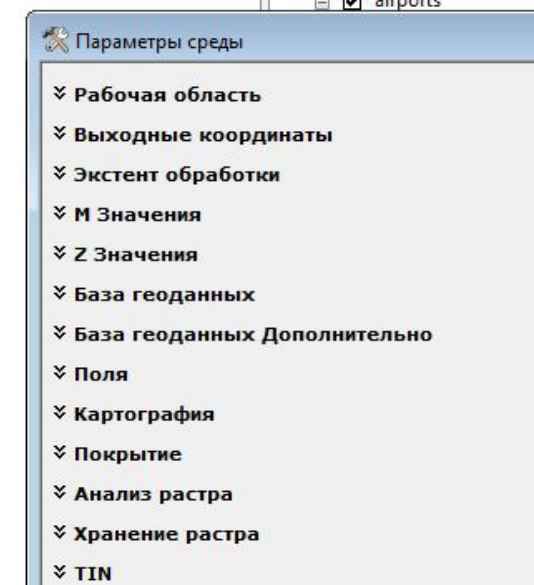 airports
Параметры среды
Рабочая область
Выходные координаты
Экстент обработки
M Значения
Z Значения
База геоданных
База геоданных Дополнительно
Поля
Картография
Покрытие
Анализ растра
Хранение растра
TIN